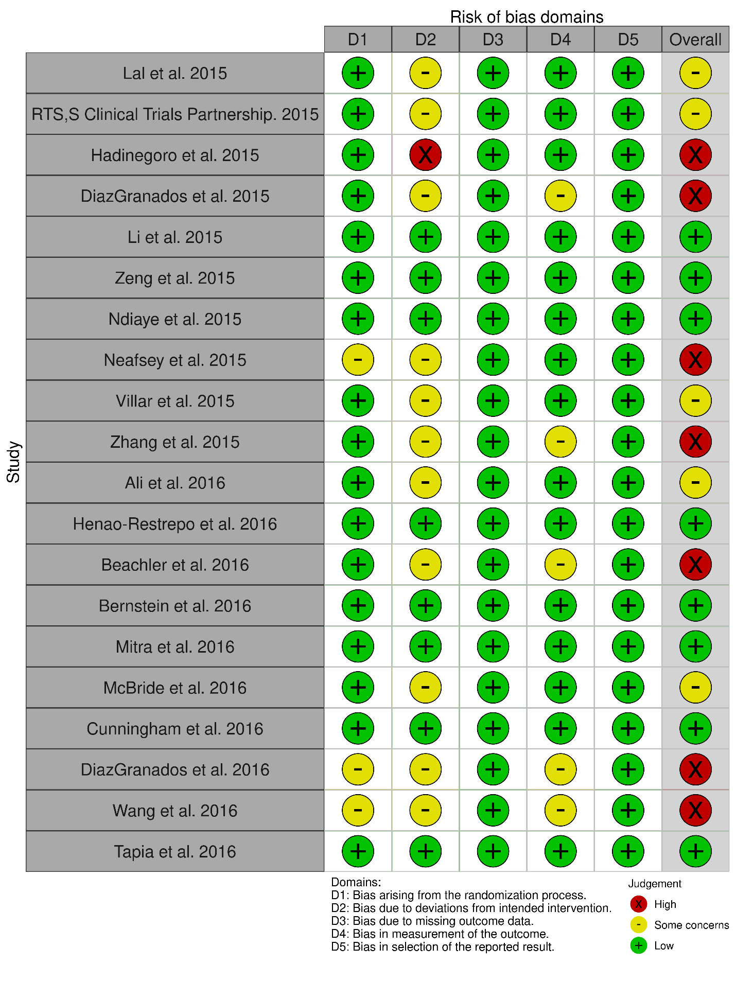 Risk of bias domains
D1 D2 D3 D4 D5 Overall
Study
Lal et al. 2015 + - + + + -
RTS,S Clinical Trials Partnership. 2015 + - + + + -
Hadinegoro et al. 2015 + X + + + X
DiazGranados et al. 2015 + - + - + X
Li et al. 2015 + + + + + +
Zeng et al. 2015 + + + + + +
Ndiaye et al. 2015 + + + + + +
Neafsey et al. 2015 - - + + + X
Villar et al. 2015 + - + + + -
Zhang et al. 2015 + - + - + X
Ali et al. 2016 + - + + + -
Henao-Restrepo et al. 2016 + + + + + +
Beachler et al. 2016 + - + - + X
Bernstein et al. 2016 + + + + + +
Mitra et al. 2016 + + + + + +
McBride et al. 2016 + - + + + -
Cunningham et al. 2016 + + + + + +
DiazGranados et al. 2016 - - + - + X
Wang et al. 2016 - - + - + X
Tapia et al. 2016 + + + + + +
Domains:
D1: Bias arising from the randomization process.
D2: Bias due to deviations from intended intervention.
D3: Bias due to missing outcome data.
D4: Bias in measurement of the outcome.
D5: Bias in selection of the reported result.
Judgement
X High
- Some concerns
+ Low